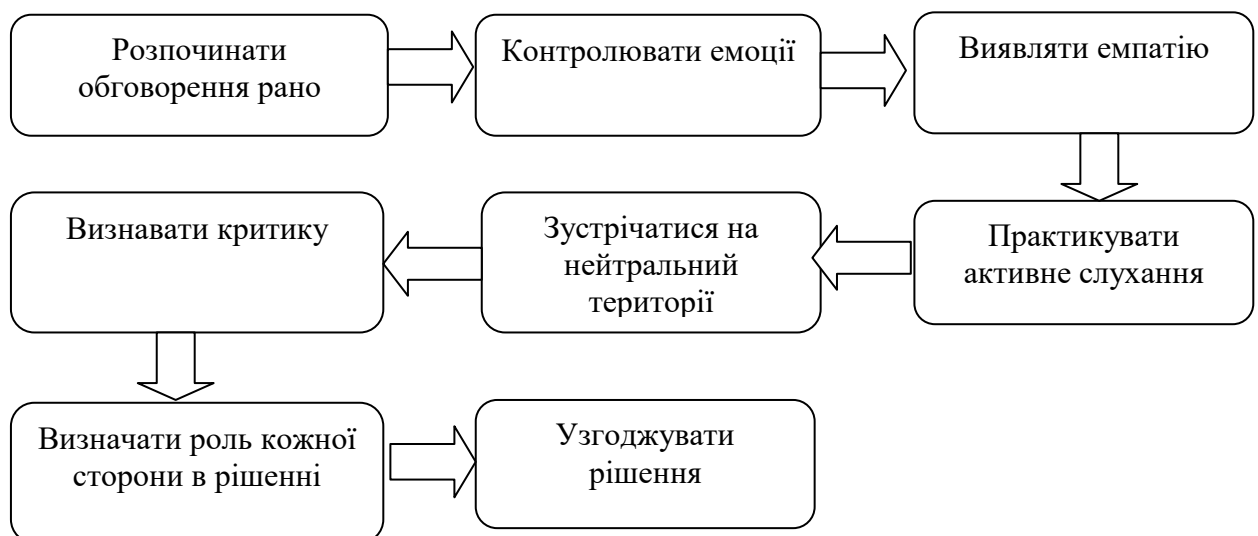 Розпочинати
обговорення рано
Контролювати емоції
Виявляти емпатію
Практикувати
активне слухання
Зустрічатися на
нейтральний
території
Визнавати критику
Визначати роль кожної
сторони в рішенні
Узгоджувати
рішення